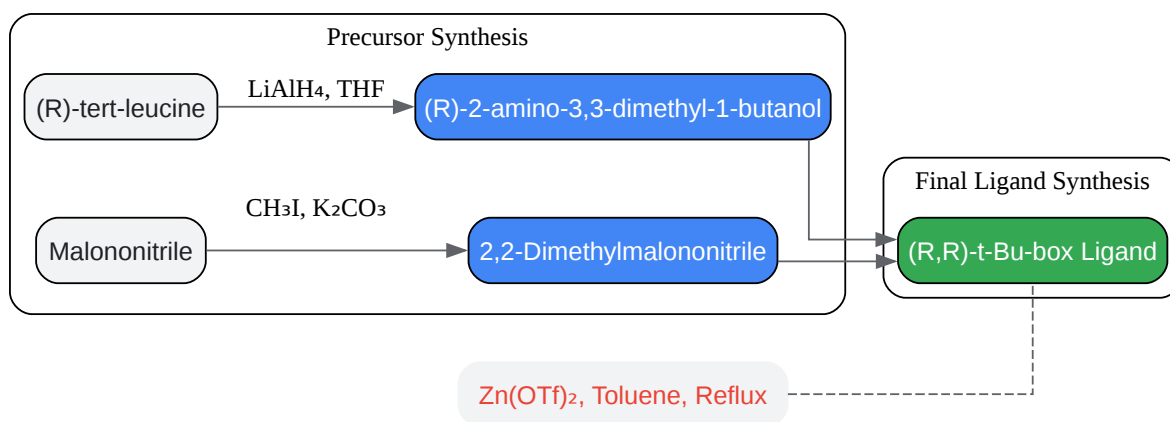 Precursor Synthesis
(R)-tert-leucine
LiAlH₄, THF
(R)-2-amino-3,3-dimethyl-1-butanol
Final Ligand Synthesis
Malononitrile
CH₃I, K₂CO₃
2,2-Dimethylmalononitrile
(R,R)-t-Bu-box Ligand
Zn(OTf)₂, Toluene, Reflux